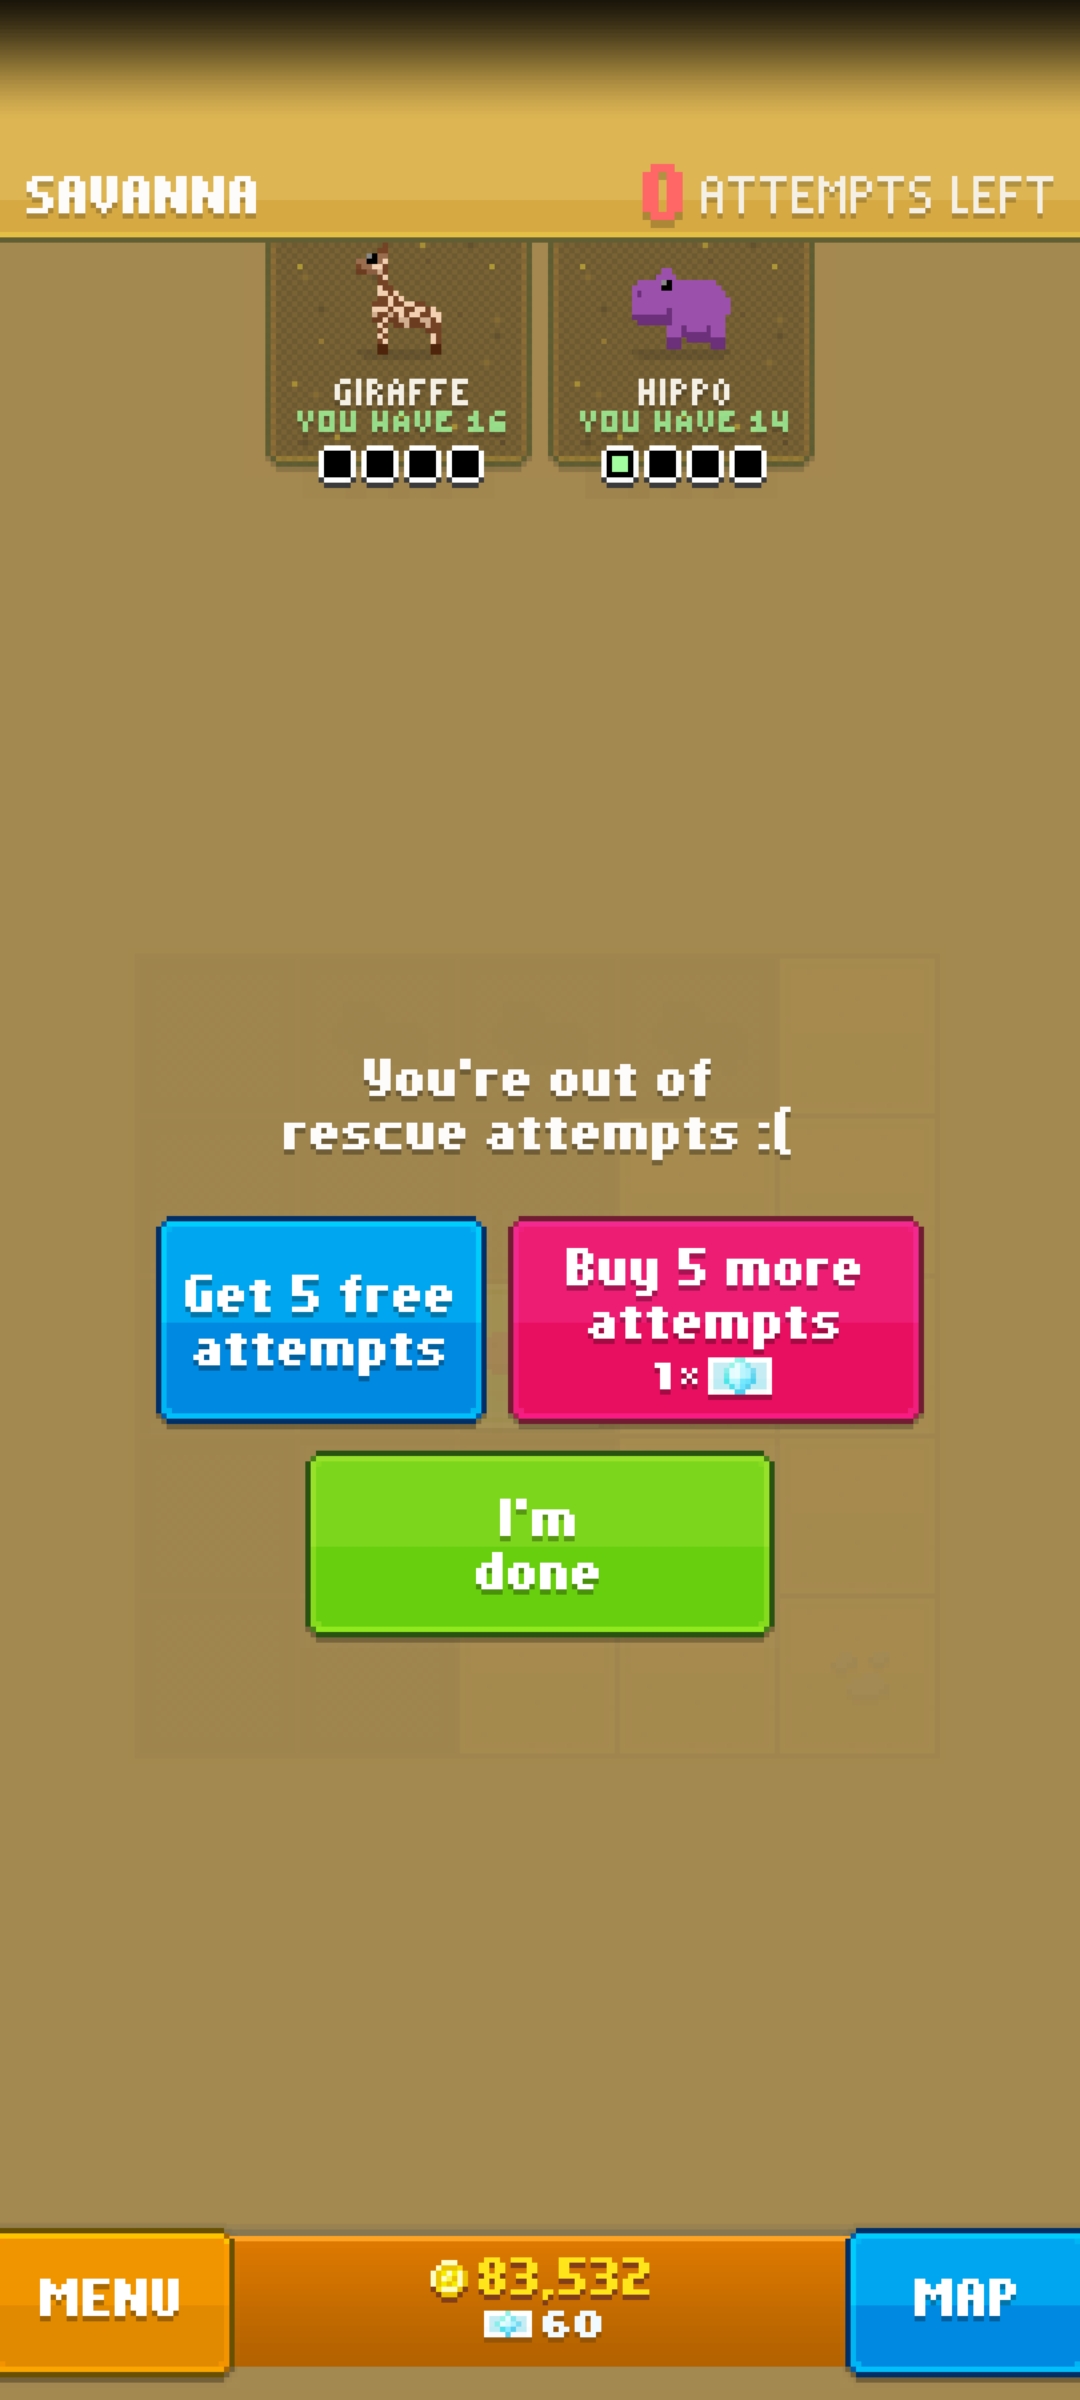 SAVANNA
0 ATTEMPTS LEFT
GIRAFFE
YOU HAVE 16
HIPPO
YOU HAVE 14
You're out of
rescue attempts :(
Get 5 free
attempts
Buy 5 more
attempts
1×
I'm
done
MENU
83,532
60
MAP